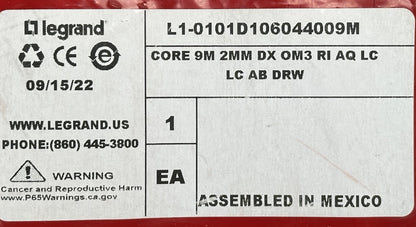 legrand
L1-0101D106044009M
CORE 9M 2MM DX OM3 RI AQ LC
LC AB DRW
CE
09/15/22
WWW.LEGRAND.US
PHONE:(860) 445-3800
1
EA
WARNING
Cancer and Reproductive Harm
www.P65Warnings.ca.gov
ASSEMBLED IN MEXICO